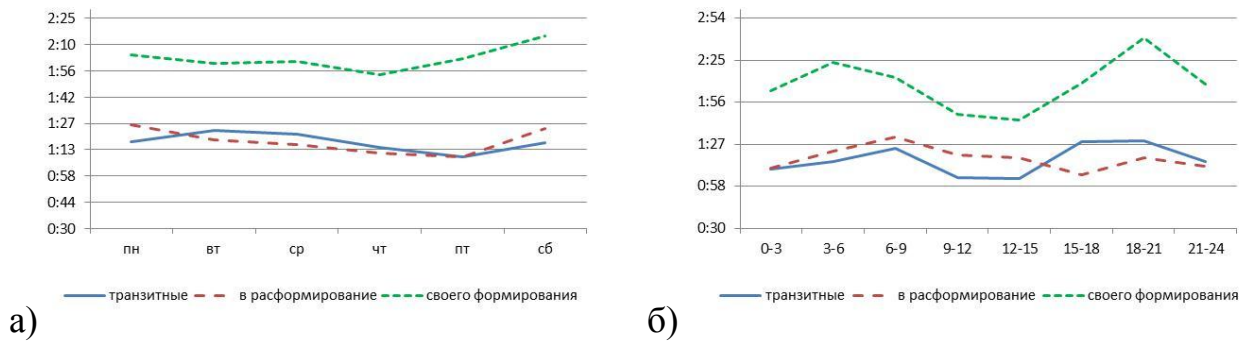 2:25
2:10
1:56
1:42
1:27
1:13
0:58
0:44
0:30
пн вт ср чт пт сб
транзитные в расформирование своего формирования
а)
2:54
2:25
1:56
1:27
0:58
0:30
0-3 3-6 6-9 9-12 12-15 15-18 18-21 21-24
транзитные в расформирование своего формирования
б)